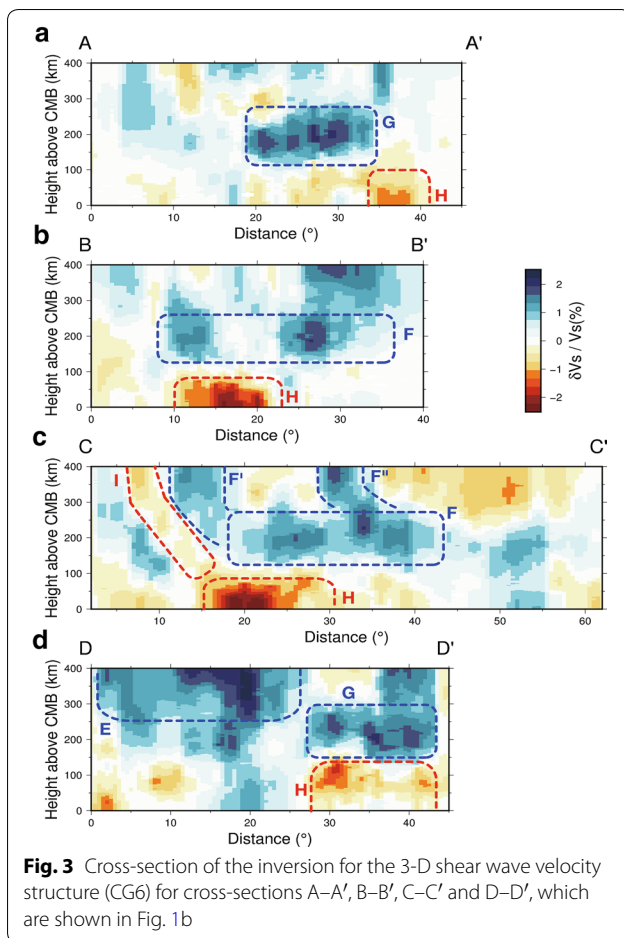 a
A A'
Height above CMB (km)
400
300
200
100
0
G
H
0 10 20 30 40
Distance (°)
b
B B'
Height above CMB (km)
400
300
200
100
0
F
H
0 10 20 30 40
Distance (°)
2
1
0
−1
−2
δVs / Vs(%)
c
C C'
Height above CMB (km)
400
300
200
100
0
I
F'
F"
F
H
10 20 30 40 50 60
Distance (°)
d
D D'
Height above CMB (km)
400
300
200
100
0
E
G
H
0 10 20 30 40
Distance (°)
Fig. 3 Cross-section of the inversion for the 3-D shear wave velocity
structure (CG6) for cross-sections A–A′, B–B′, C–C′ and D–D′, which
are shown in Fig. 1b